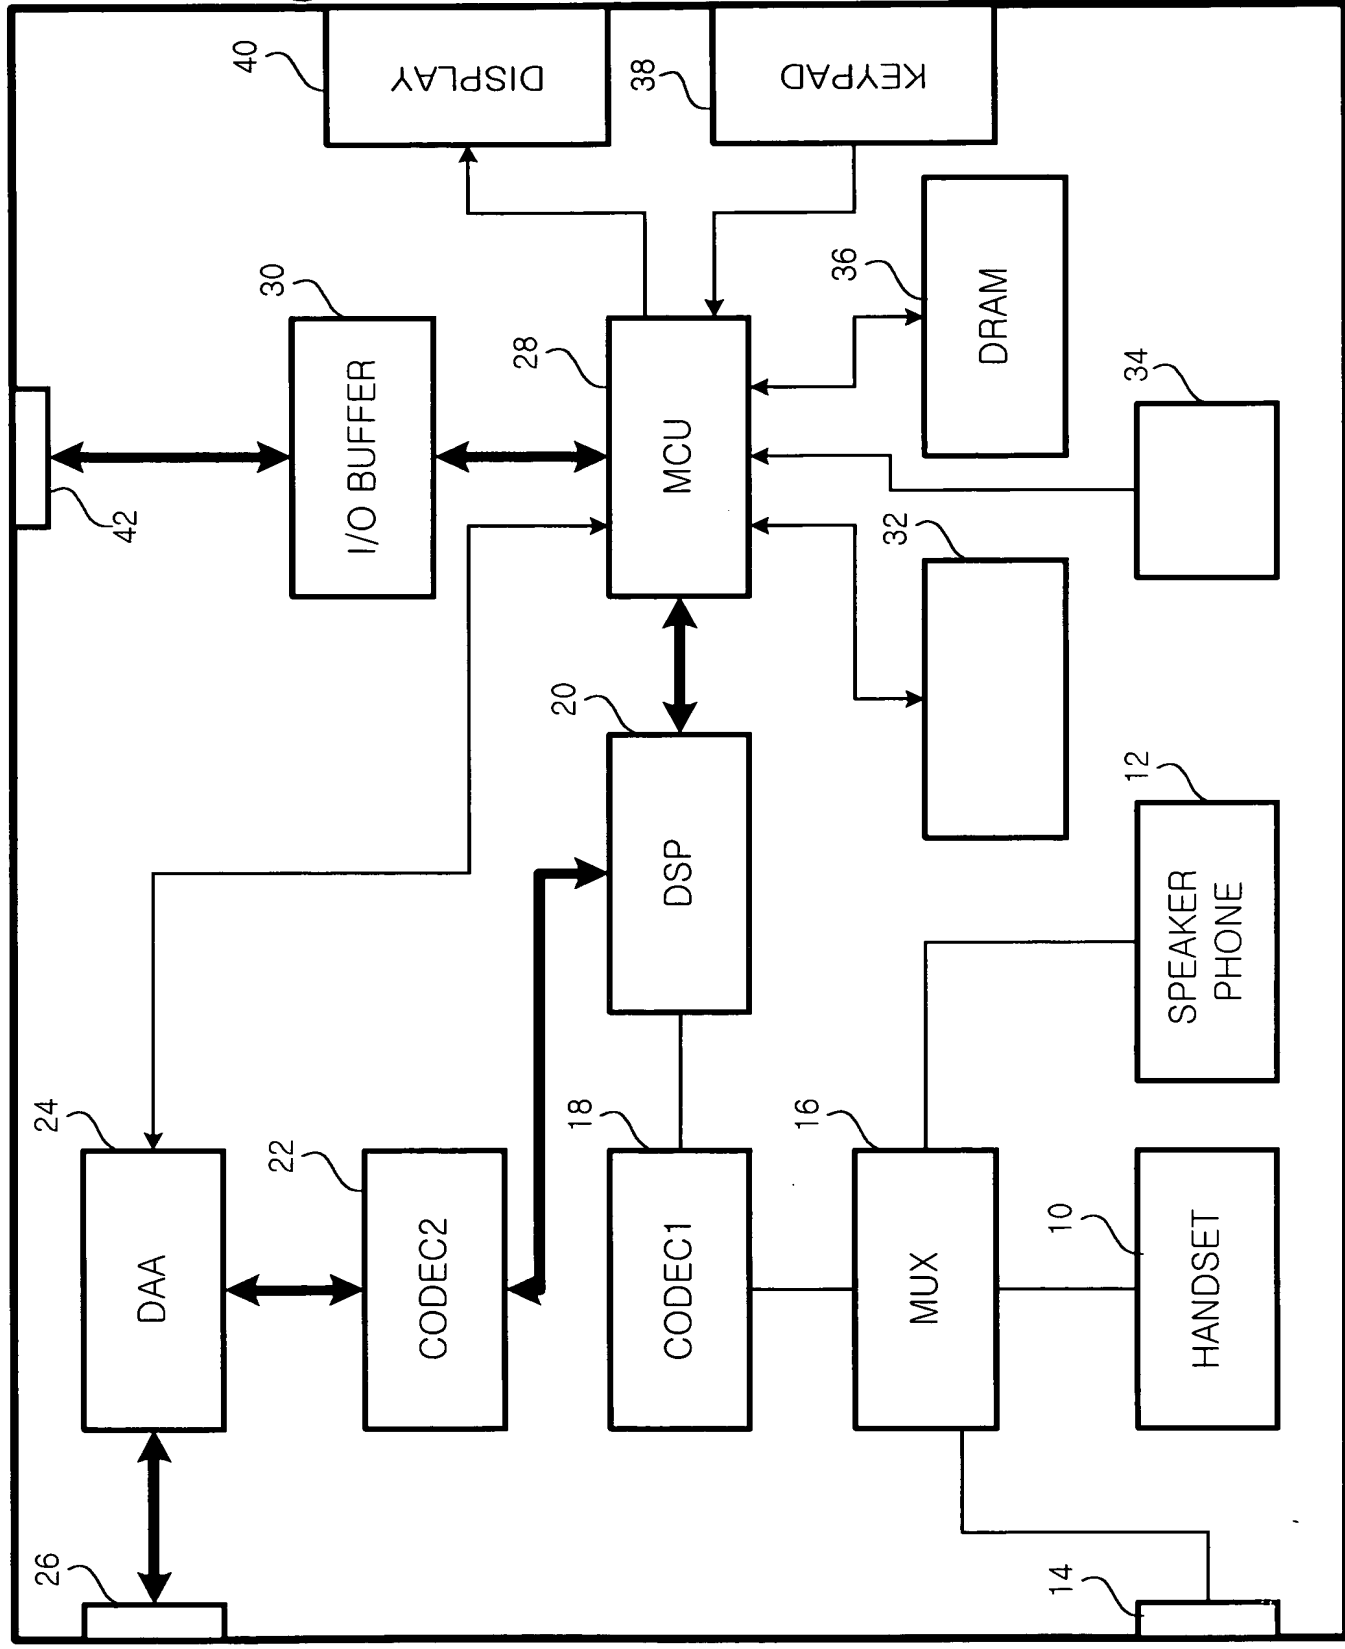 26
24
DAA
42
22
CODEC2
30
I/O BUFFER
40
DISPLAY
18
CODEC1
20
DSP
28
MCU
38
KEYPAD
16
MUX
32
36
DRAM
14
10
HANDSET
12
SPEAKER
PHONE
34